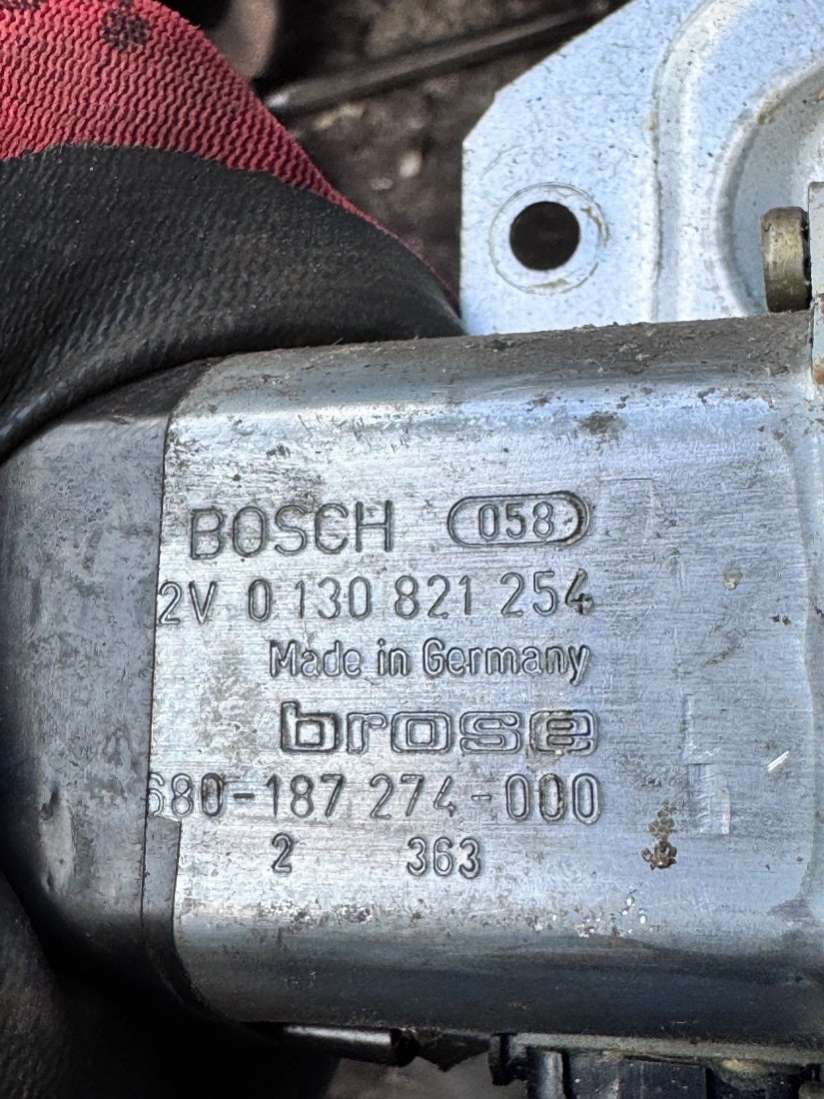 BOSCH 058
2V 0 130 821 254
Made in Germany
brose
680-187 274-000
2 363